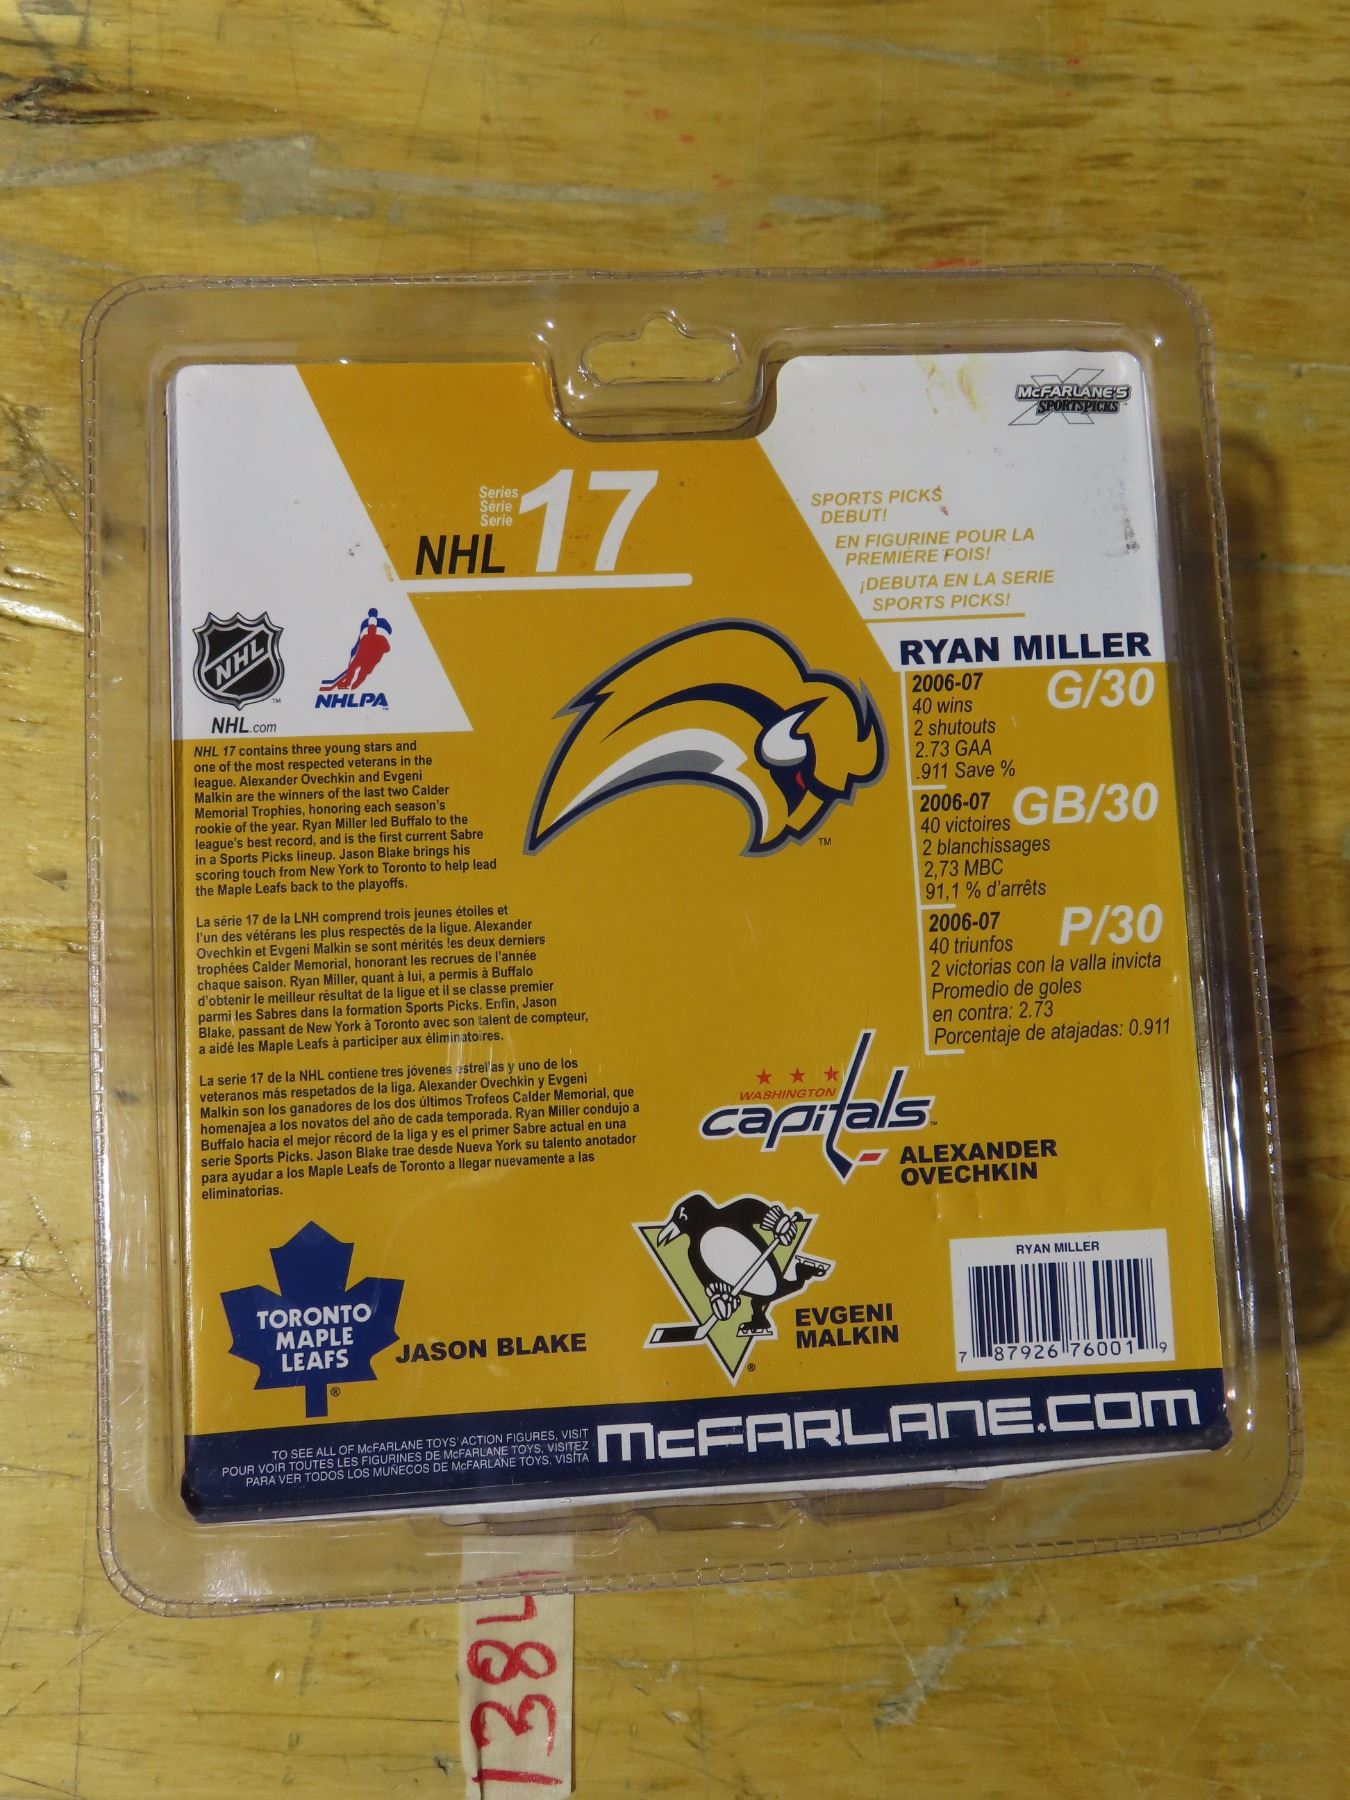 McFARLANE'S
SPORTSPICKS
Series
Série
Serie
NHL 17
SPORTS PICKS
DEBUT!
EN FIGURINE POUR LA
PREMIÈRE FOIS!
¡DEBUTA EN LA SERIE
SPORTS PICKS!
NHL
TM
NHL.com
NHLPA
TM
NHL 17 contains three young stars and
one of the most respected veterans in the
league. Alexander Ovechkin and Evgeni
Malkin are the winners of the last two Calder
Memorial Trophies, honoring each season's
rookie of the year. Ryan Miller led Buffalo to the
league's best record, and is the first current Sabre
in a Sports Picks lineup. Jason Blake brings his
scoring touch from New York to Toronto to help lead
the Maple Leafs back to the playoffs.
La série 17 de la LNH comprend trois jeunes étoiles et
l'un des vétérans les plus respectés de la ligue. Alexander
Ovechkin et Evgeni Malkin se sont mérités les deux derniers
trophées Calder Memorial, honorant les recrues de l'année
chaque saison. Ryan Miller, quant à lui, a permis à Buffalo
d'obtenir le meilleur résultat de la ligue et il se classe premier
parmi les Sabres dans la formation Sports Picks. Enfin, Jason
Blake, passant de New York à Toronto avec son talent de compteur,
a aidé les Maple Leafs à participer aux éliminatoires.
La serie 17 de la NHL contiene tres jóvenes estrellas y uno de los
veteranos más respetados de la liga. Alexander Ovechkin y Evgeni
Malkin son los ganadores de los dos últimos Trofeos Calder Memorial, que
homenajea a los novatos del año de cada temporada. Ryan Miller condujo a
Buffalo hacia el mejor récord de la liga y es el primer Sabre actual en una
serie Sports Picks. Jason Blake trae desde Nueva York su talento anotador
para ayudar a los Maple Leafs de Toronto a llegar nuevamente a las
eliminatorias.
TM
RYAN MILLER
2006-07 G/30
40 wins
2 shutouts
2.73 GAA
.911 Save %
2006-07 GB/30
40 victoires
2 blanchissages
2,73 MBC
91,1 % d'arrêts
2006-07 P/30
40 triunfos
2 victorias con la valla invicta
Promedio de goles
en contra: 2.73
Porcentaje de atajadas: 0.911
WASHINGTON
capitals
TM
ALEXANDER
OVECHKIN
TORONTO
MAPLE
LEAFS
®
JASON BLAKE
EVGENI
MALKIN
®
RYAN MILLER
7 87926 76001 9
TO SEE ALL OF McFARLANE TOYS' ACTION FIGURES, VISIT
POUR VOIR TOUTES LES FIGURINES DE McFARLANE TOYS, VISITEZ
PARA VER TODOS LOS MUÑECOS DE McFARLANE TOYS, VISITA
McFARLANE.COM